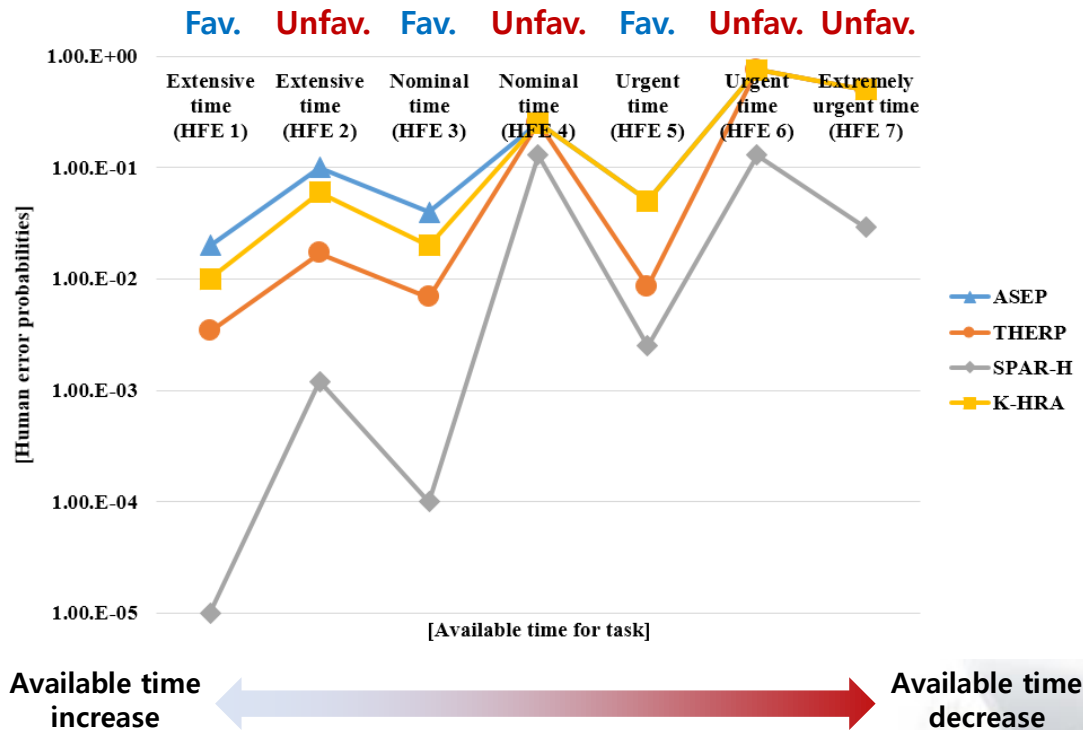 Fav. Unfav. Fav. Unfav. Fav. Unfav. Unfav.
1.00.E+00
Extensive time (HFE 1)
Extensive time (HFE 2)
Nominal time (HFE 3)
Nominal time (HFE 4)
Urgent time (HFE 5)
Urgent time (HFE 6)
Extremely urgent time (HFE 7)
1.00.E-01
1.00.E-02
1.00.E-03
1.00.E-04
1.00.E-05
[Human error probabilities]
[Available time for task]
ASEP
THERP
SPAR-H
K-HRA
Available time
increase
Available time
decrease